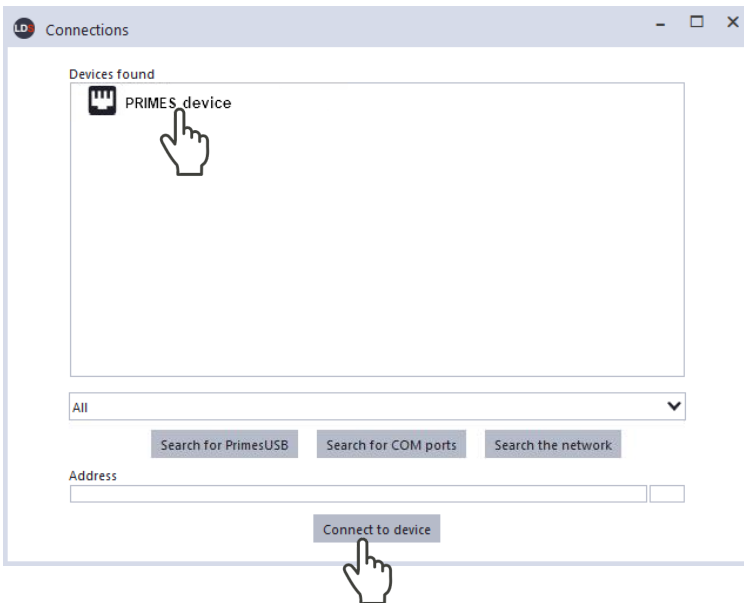 LDS Connections
Devices found
PRIMES device
All
Search for PrimesUSB Search for COM ports Search the network
Address
Connect to device